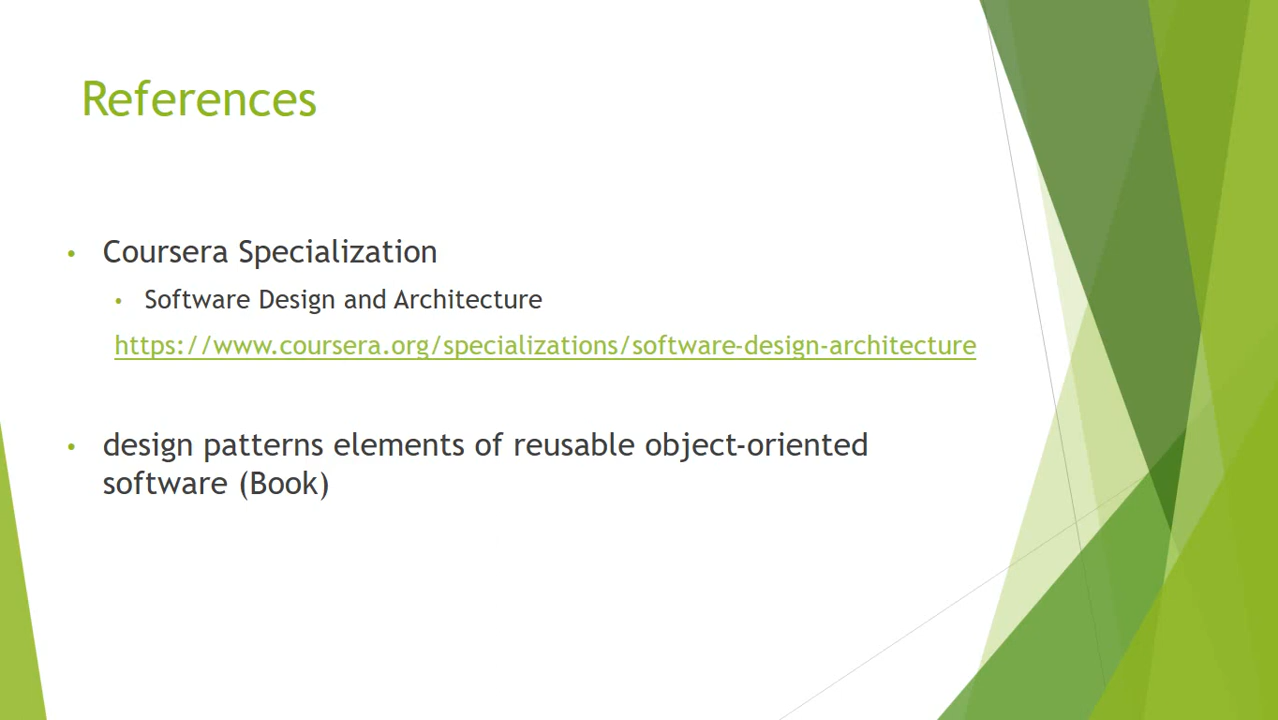 References
• Coursera Specialization
• Software Design and Architecture
https://www.coursera.org/specializations/software-design-architecture
• design patterns elements of reusable object-oriented
software (Book)